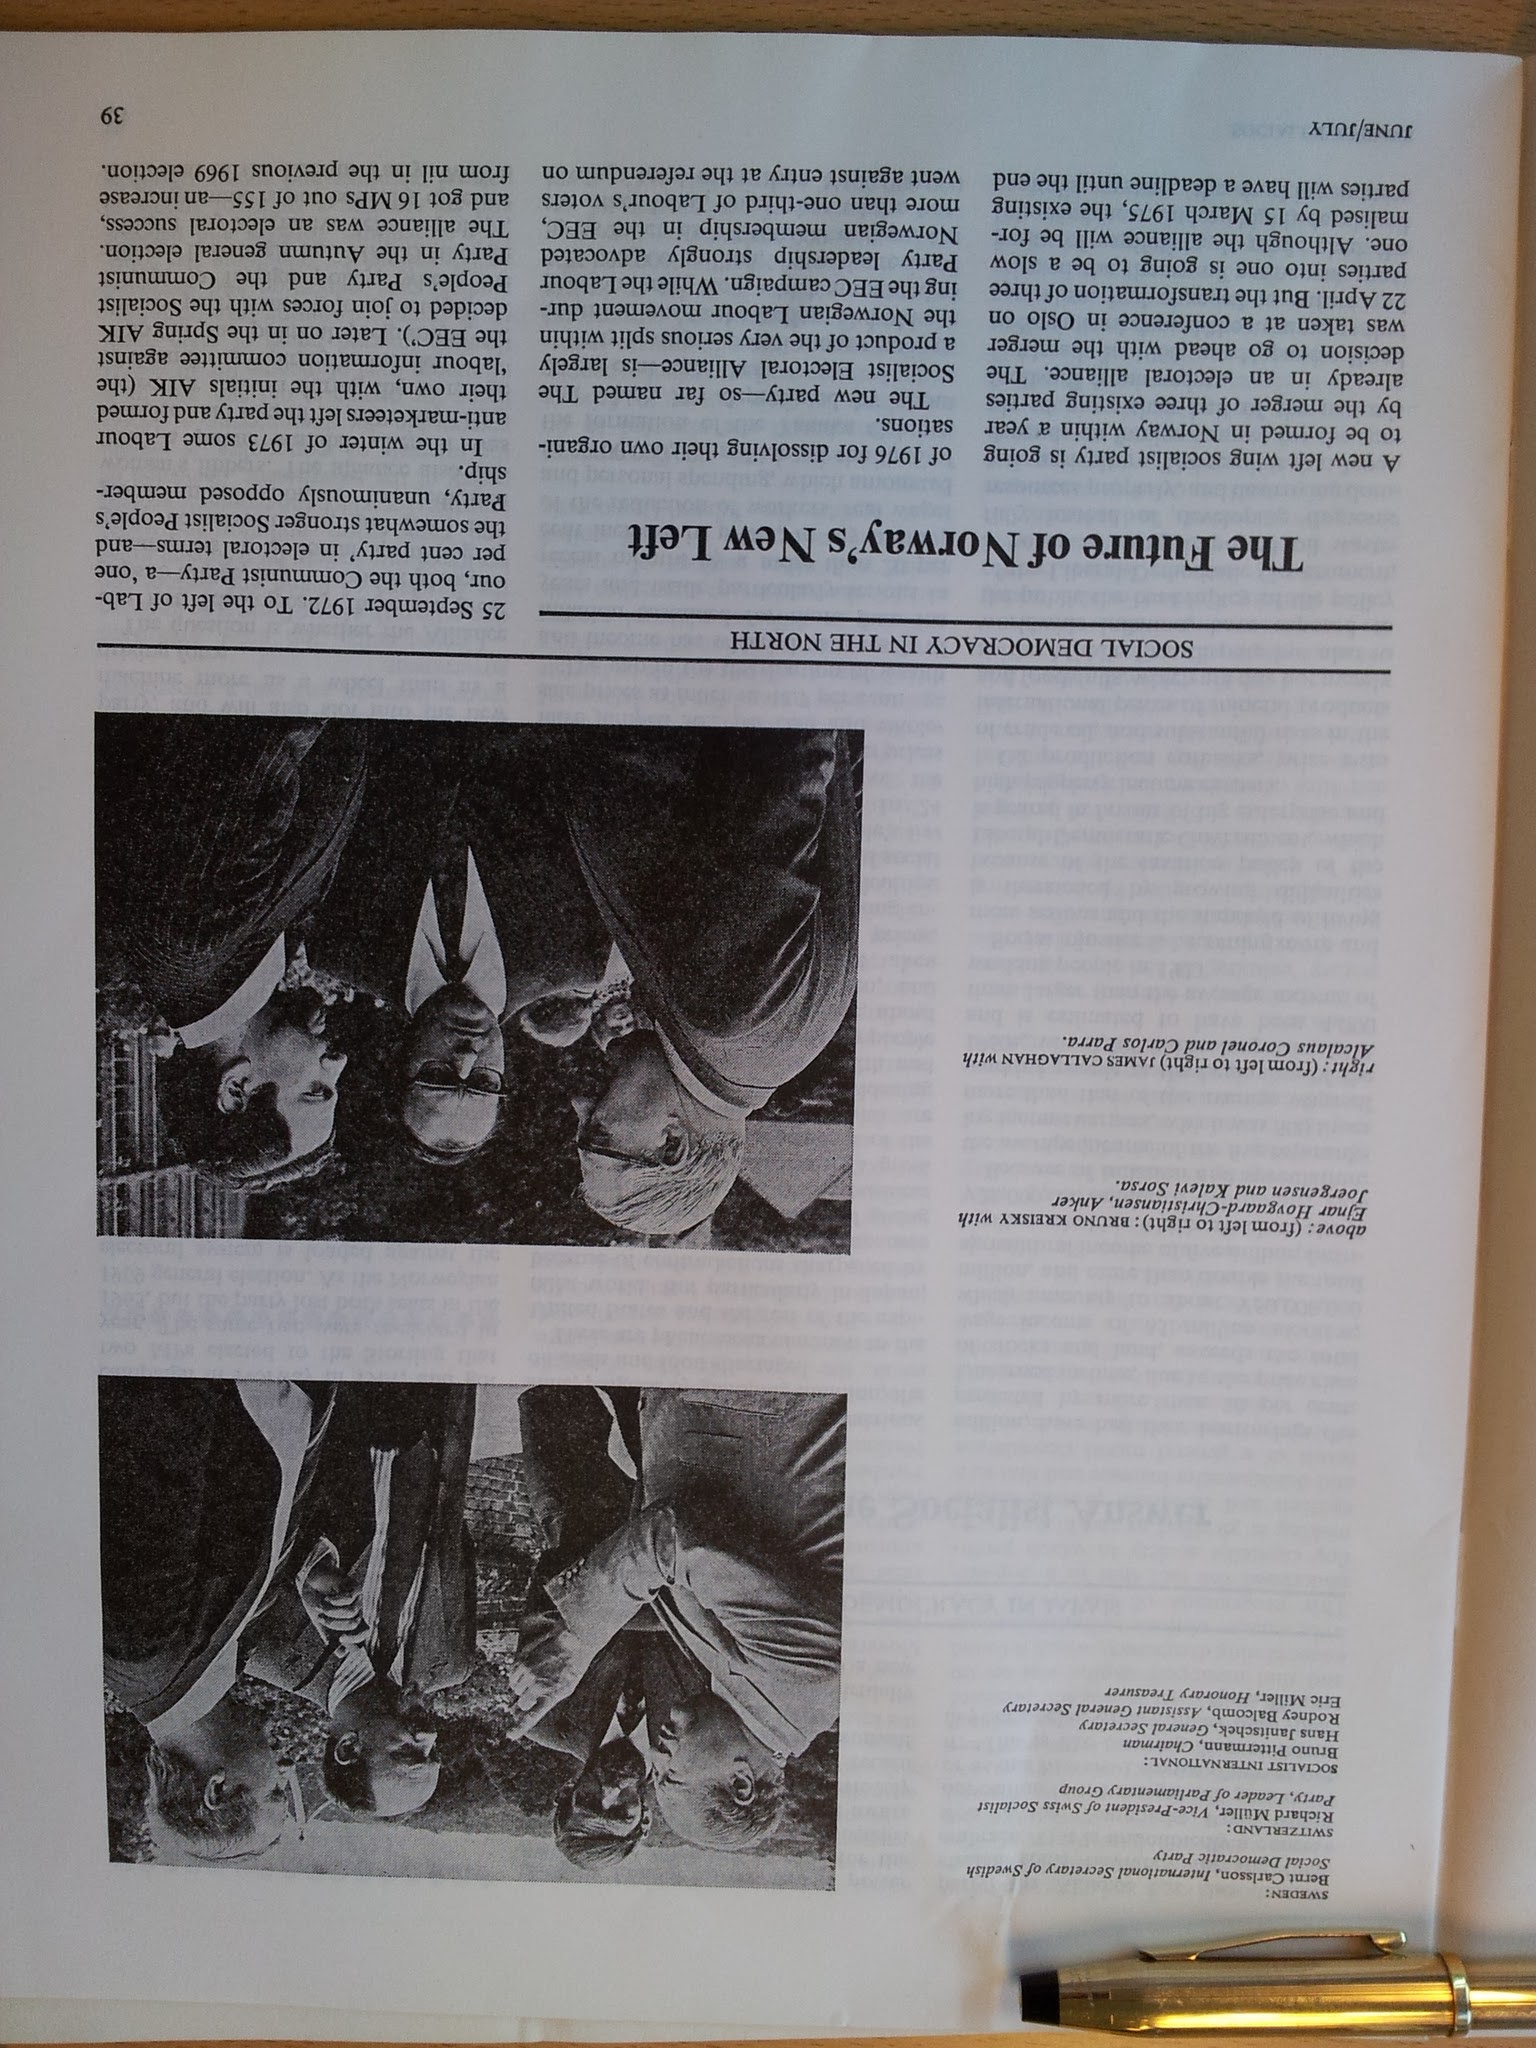 SWEDEN:
Bernt Carlsson, International Secretary of Swedish
Social Democratic Party
SWITZERLAND:
Richard Müller, Vice-President of Swiss Socialist
Party, Leader of Parliamentary Group
SOCIALIST INTERNATIONAL:
Bruno Pittermann, Chairman
Hans Janitschek, General Secretary
Rodney Balcomb, Assistant General Secretary
Eric Miller, Honorary Treasurer
above: (from left to right): BRUNO KREISKY with
Ejnar Hovgaard-Christiansen, Anker
Joergensen and Kalevi Sorsa.
right: (from left to right) JAMES CALLAGHAN with
Alcalaus Coronel and Carlos Parra.
SOCIAL DEMOCRACY IN THE NORTH
The Future of Norway's New Left
A new left wing socialist party is going
to be formed in Norway within a year
by the merger of three existing parties
already in an electoral alliance. The
decision to go ahead with the merger
was taken at a conference in Oslo on
22 April. But the transformation of three
parties into one is going to be a slow
one. Although the alliance will be for-
malised by 15 March 1975, the existing
parties will have a deadline until the end
of 1976 for dissolving their own organi-
sations.
The new party—so far named The
Socialist Electoral Alliance—is largely
a product of the very serious split within
the Norwegian Labour movement dur-
ing the EEC campaign. While the Labour
Party leadership strongly advocated
Norwegian membership in the EEC,
more than one-third of Labour's voters
went against entry at the referendum on
25 September 1972. To the left of Lab-
our, both the Communist Party—a 'one
per cent party' in electoral terms—and
the somewhat stronger Socialist People's
Party, unanimously opposed member-
ship.
In the winter of 1973 some Labour
anti-marketeers left the party and formed
their own, with the initials AIK (the
'labour information committee against
the EEC'). Later on in the Spring AIK
decided to join forces with the Socialist
People's Party and the Communist
Party in the Autumn general election.
The alliance was an electoral success,
and got 16 MPs out of 155—an increase
from nil in the previous 1969 election.
JUNE/JULY
39